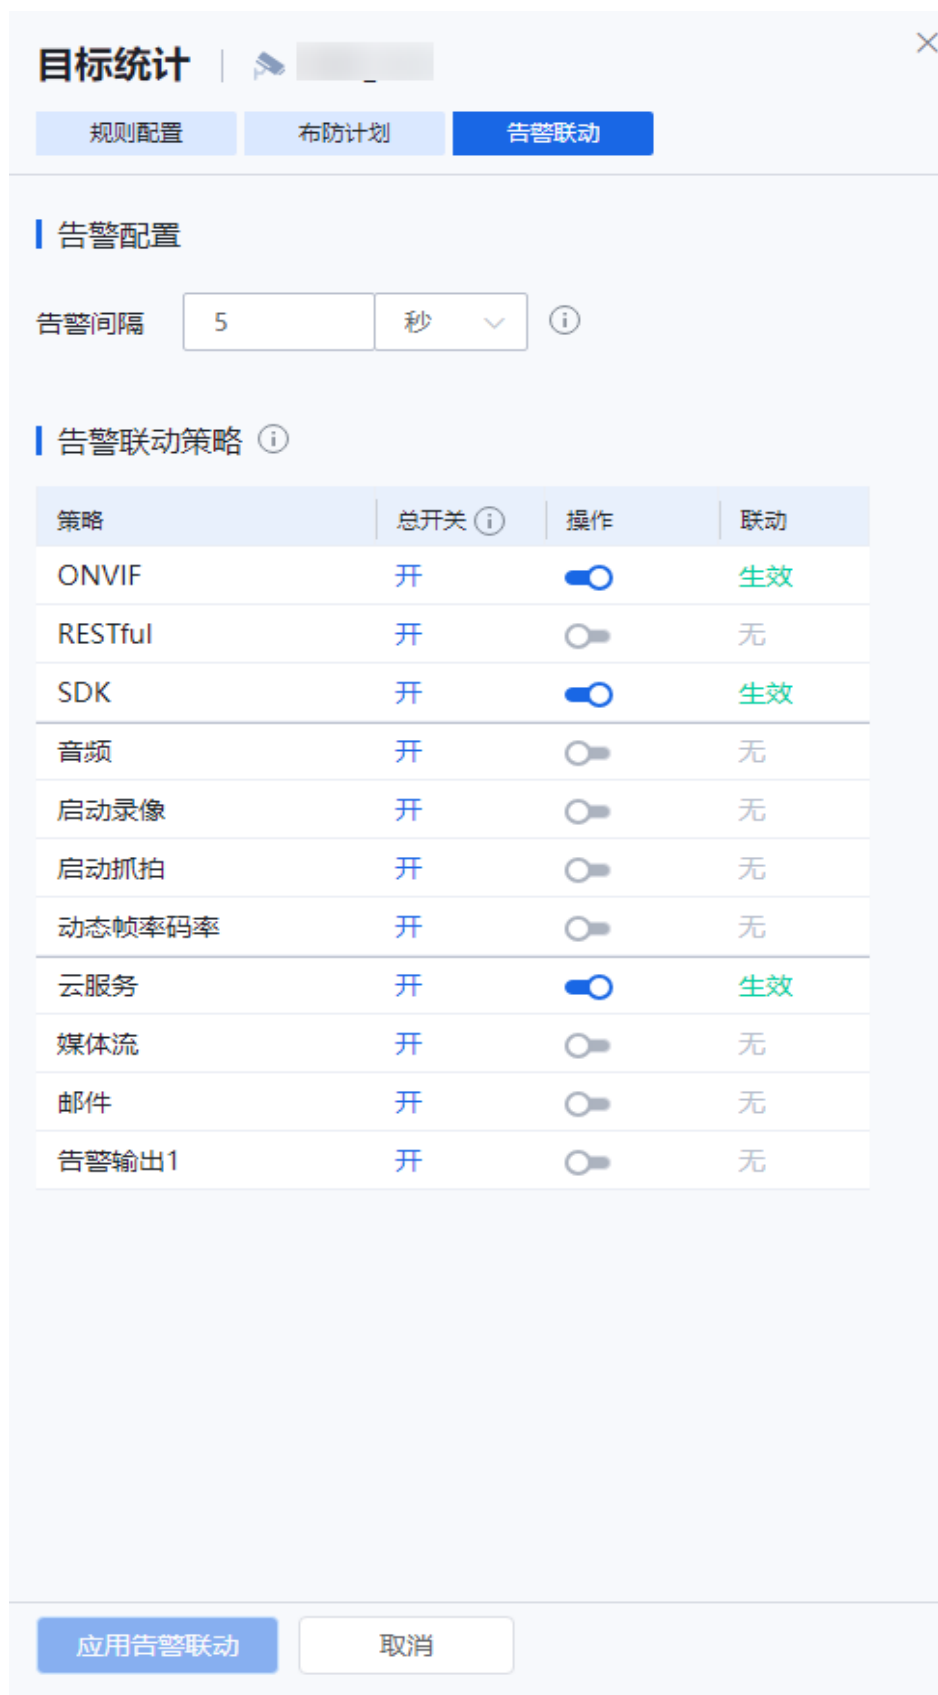 目标统计
规则配置 布防计划 告警联动
告警配置
告警间隔 5 秒
告警联动策略
策略 总开关 操作 联动
ONVIF 开 生效
RESTful 开 无
SDK 开 生效
音频 开 无
启动录像 开 无
启动抓拍 开 无
动态帧率码率 开 无
云服务 开 生效
媒体流 开 无
邮件 开 无
告警输出1 开 无
应用告警联动 取消